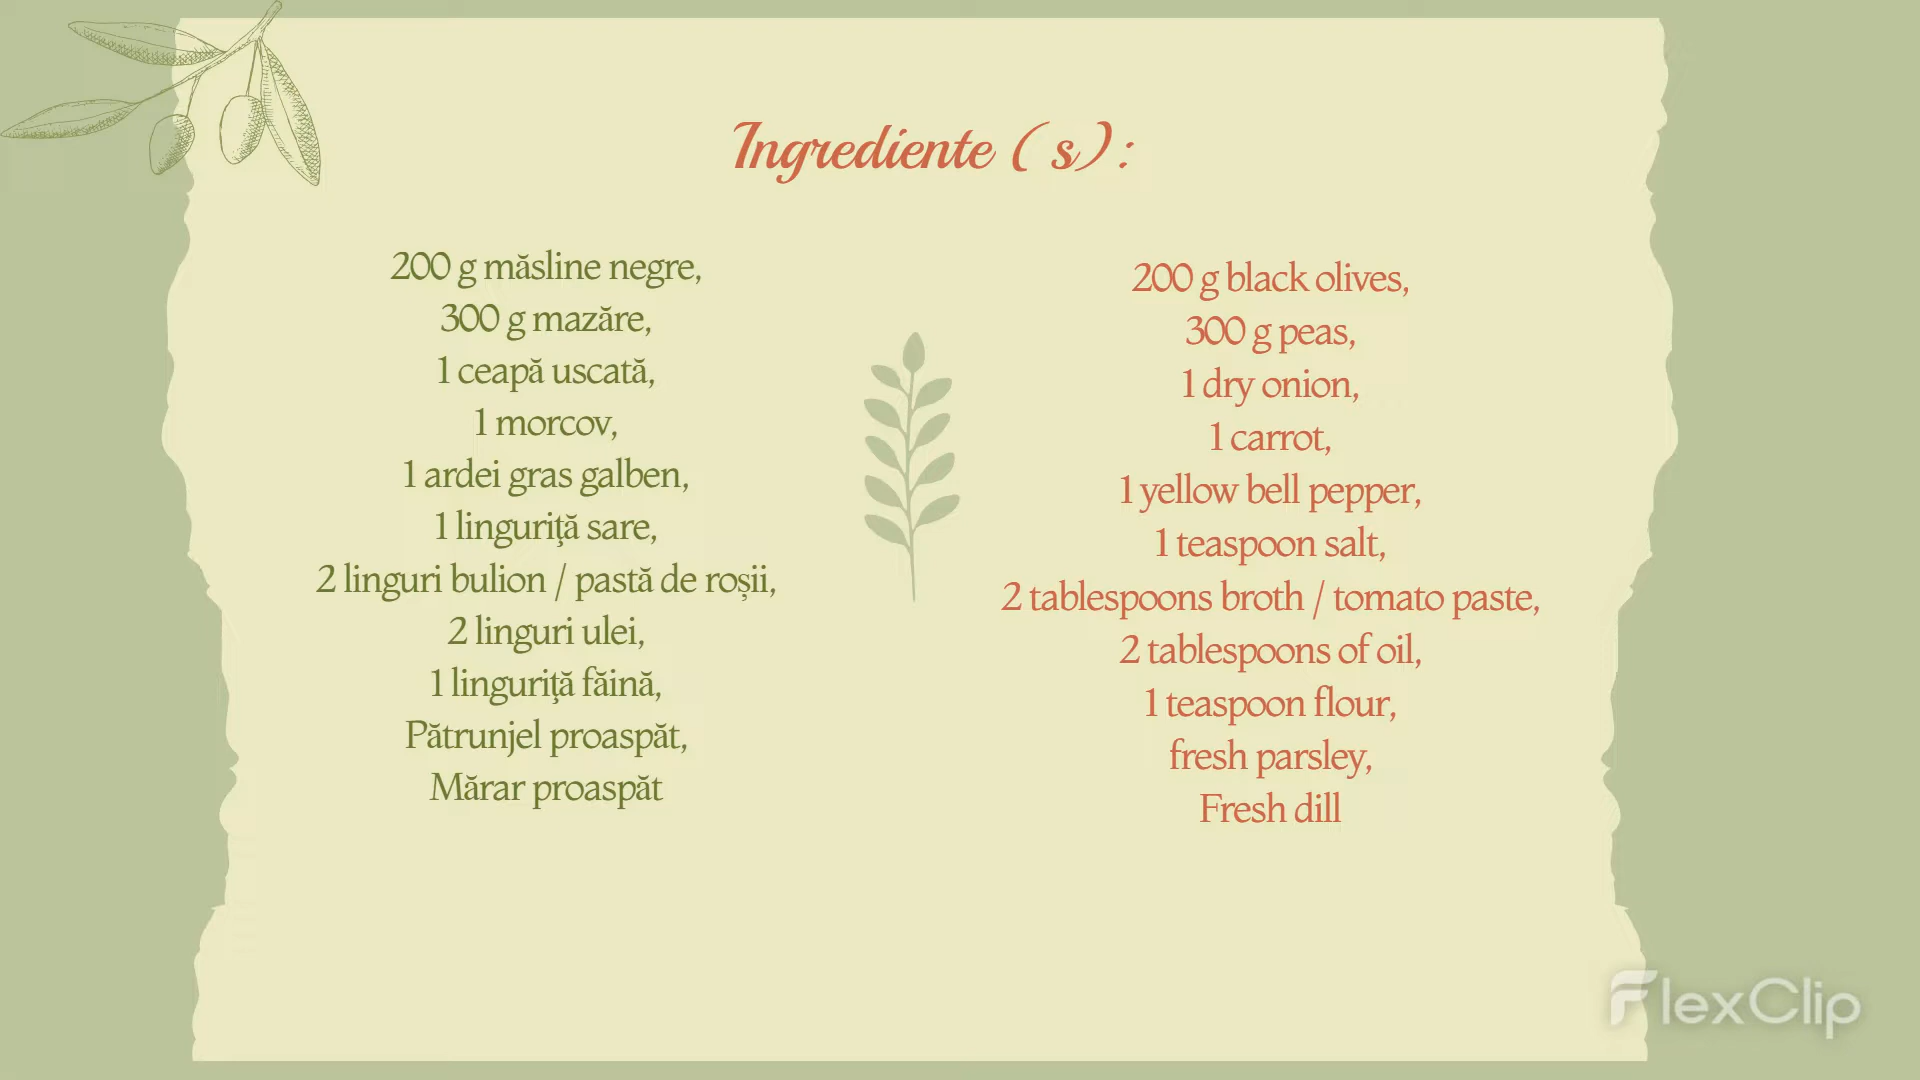 Ingrediente ( s) :
200 g măsline negre,
300 g mazăre,
1 ceapă uscată,
1 morcov,
1 ardei gras galben,
1 linguriţă sare,
2 linguri bulion / pastă de roșii,
2 linguri ulei,
1 linguriţă făină,
Pătrunjel proaspăt,
Mărar proaspăt
200 g black olives,
300 g peas,
1 dry onion,
1 carrot,
1 yellow bell pepper,
1 teaspoon salt,
2 tablespoons broth / tomato paste,
2 tablespoons of oil,
1 teaspoon flour,
fresh parsley,
Fresh dill
FlexClip